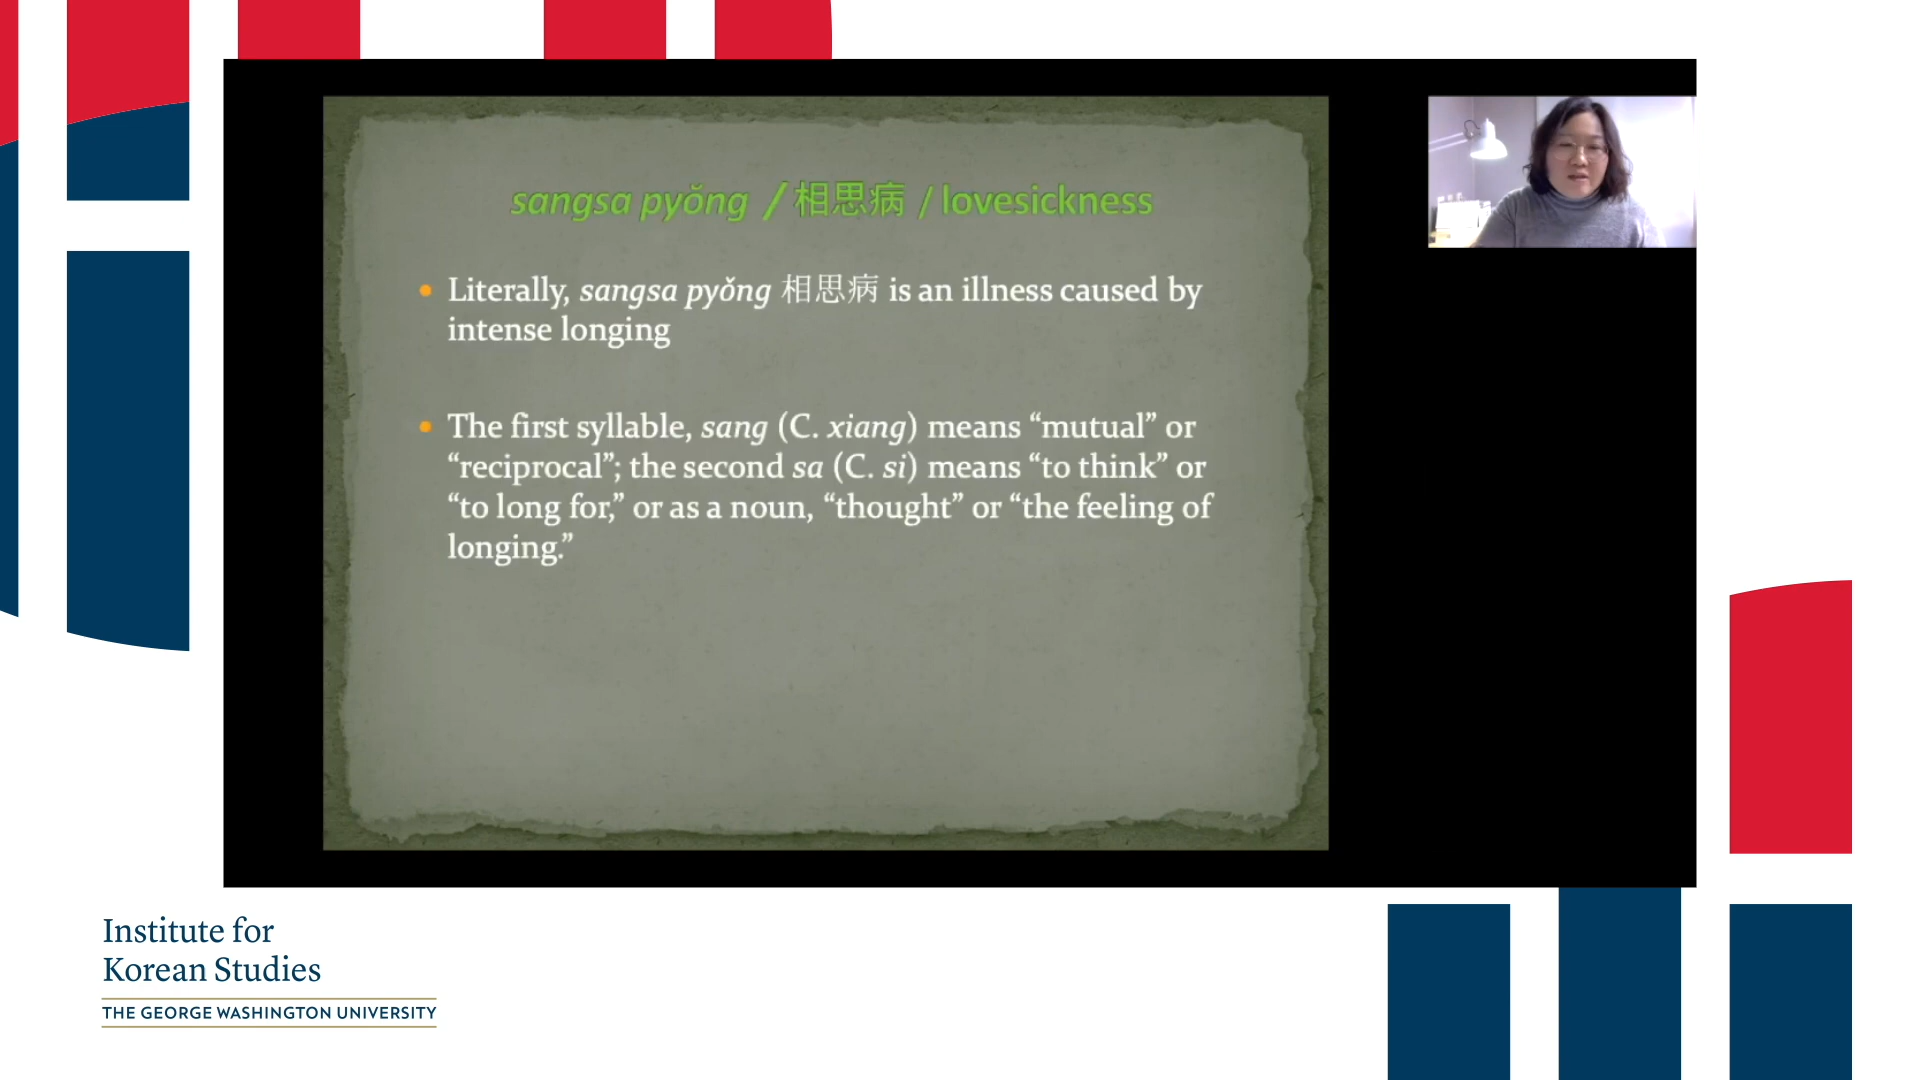 sangsa pyŏng / 相思病 / lovesickness
Literally, sangsa pyǒng 相思病 is an illness caused by
intense longing
The first syllable, sang (C. xiang) means “mutual” or
“reciprocal”; the second sa (C. si) means “to think” or
“to long for,” or as a noun, “thought” or “the feeling of
longing.”
Institute for
Korean Studies
THE GEORGE WASHINGTON UNIVERSITY